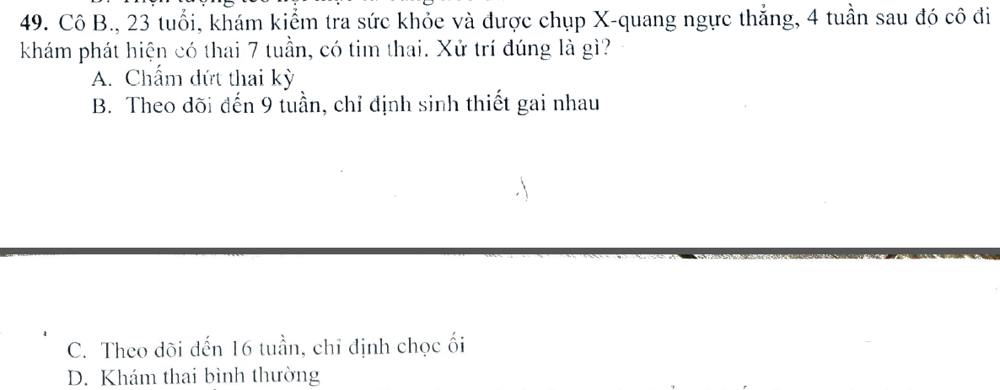 49. Cô B., 23 tuổi, khám kiểm tra sức khỏe và được chụp X-quang ngực thẳng, 4 tuần sau đó cô đi
khám phát hiện có thai 7 tuần, có tim thai. Xử trí đúng là gì?
A. Chấm dứt thai kỳ
B. Theo dõi đến 9 tuần, chỉ định sinh thiết gai nhau
C. Theo dõi đến 16 tuần, chỉ định chọc ối
D. Khám thai bình thường